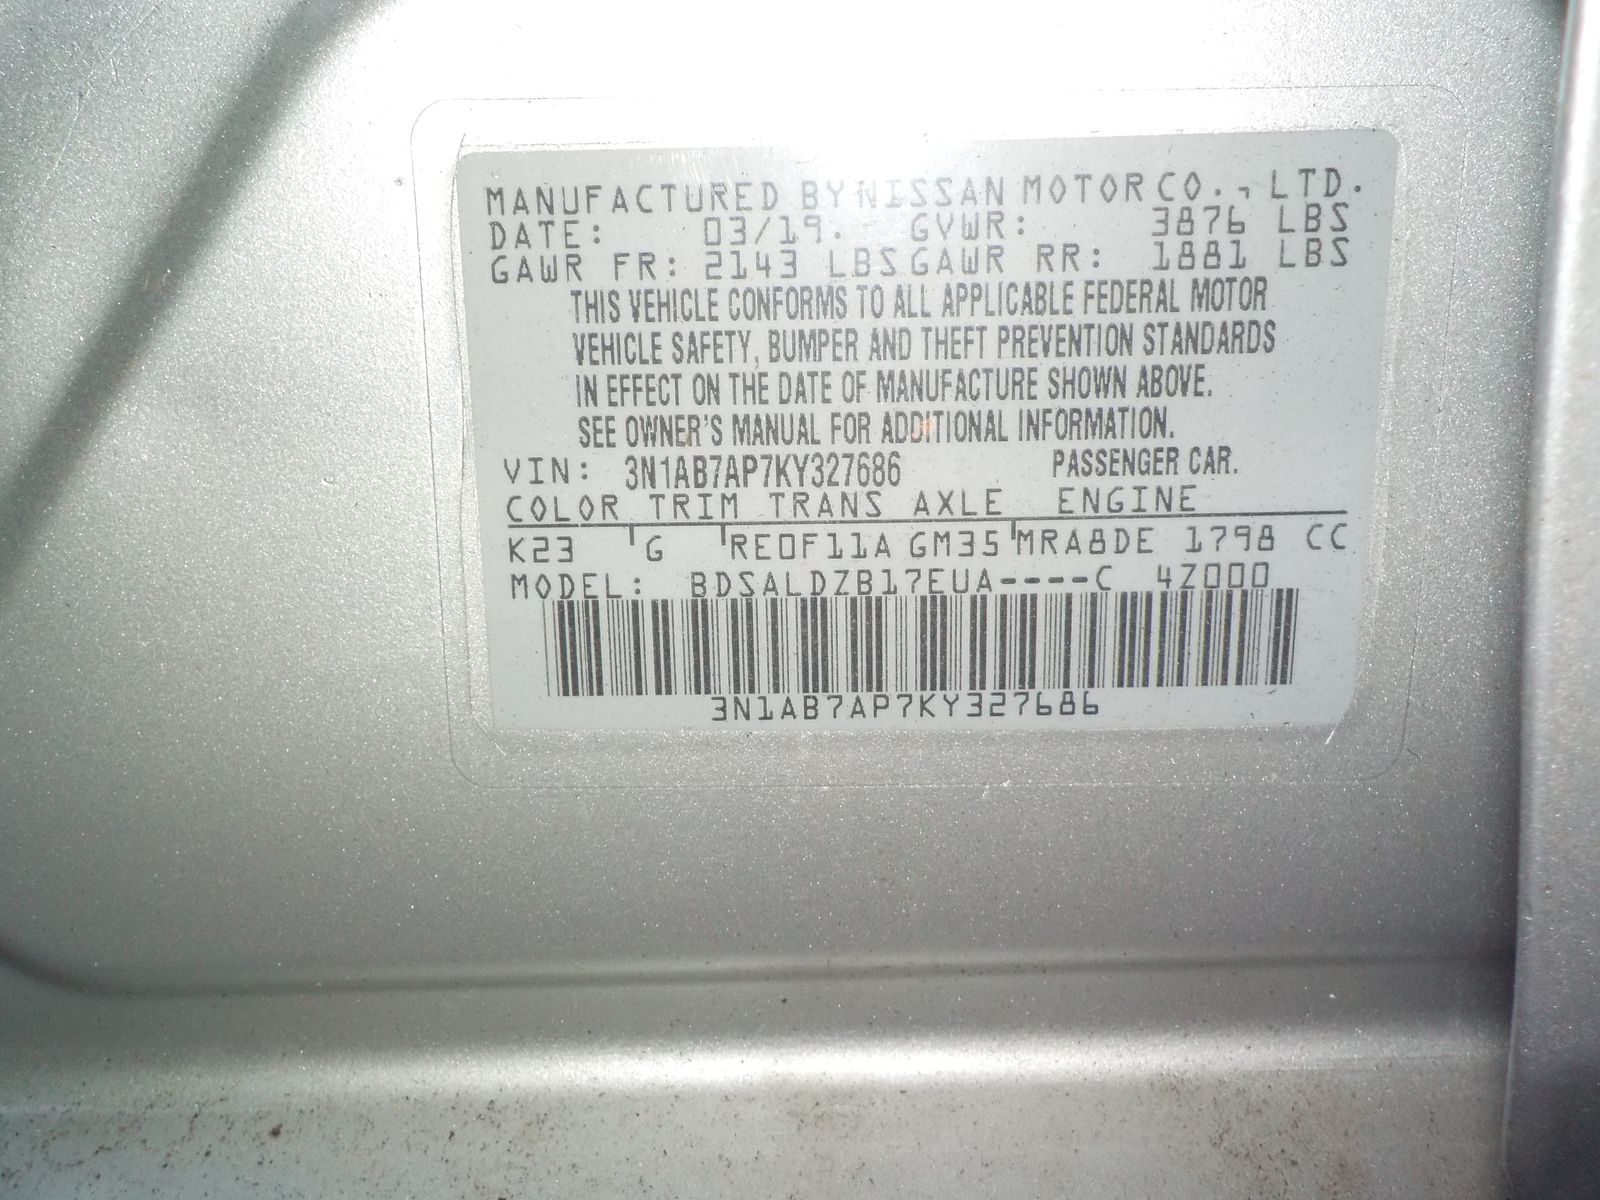 MANUFACTURED BY NISSAN MOTOR CO., LTD.
DATE: 03/19. GVWR: 3876 LBS
GAWR FR: 2143 LBS GAWR RR: 1881 LBS
THIS VEHICLE CONFORMS TO ALL APPLICABLE FEDERAL MOTOR
VEHICLE SAFETY, BUMPER AND THEFT PREVENTION STANDARDS
IN EFFECT ON THE DATE OF MANUFACTURE SHOWN ABOVE.
SEE OWNER'S MANUAL FOR ADDITIONAL INFORMATION.
VIN: 3N1AB7AP7KY327686 PASSENGER CAR.
COLOR TRIM TRANS AXLE ENGINE
K23 G RE0F11A GM35 MRA8DE 1798 CC
MODEL: BDSALDZB17EUA----C 4Z000
3N1AB7AP7KY327686